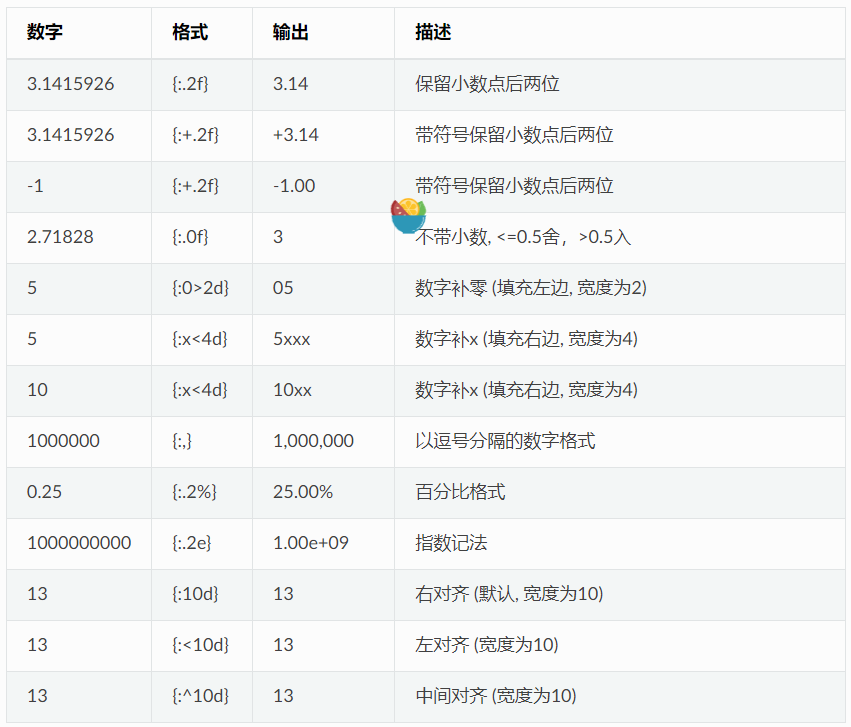 数字 格式 输出 描述
3.1415926 {:.2f} 3.14 保留小数点后两位
3.1415926 {:+.2f} +3.14 带符号保留小数点后两位
-1 {:+.2f} -1.00 带符号保留小数点后两位
2.71828 {:.0f} 3 不带小数, <=0.5舍，>0.5入
5 {:0>2d} 05 数字补零 (填充左边, 宽度为2)
5 {:x<4d} 5xxx 数字补x (填充右边, 宽度为4)
10 {:x<4d} 10xx 数字补x (填充右边, 宽度为4)
1000000 {:,} 1,000,000 以逗号分隔的数字格式
0.25 {:.2%} 25.00% 百分比格式
1000000000 {:.2e} 1.00e+09 指数记法
13 {:10d} 13 右对齐 (默认, 宽度为10)
13 {:<10d} 13 左对齐 (宽度为10)
13 {:^10d} 13 中间对齐 (宽度为10)